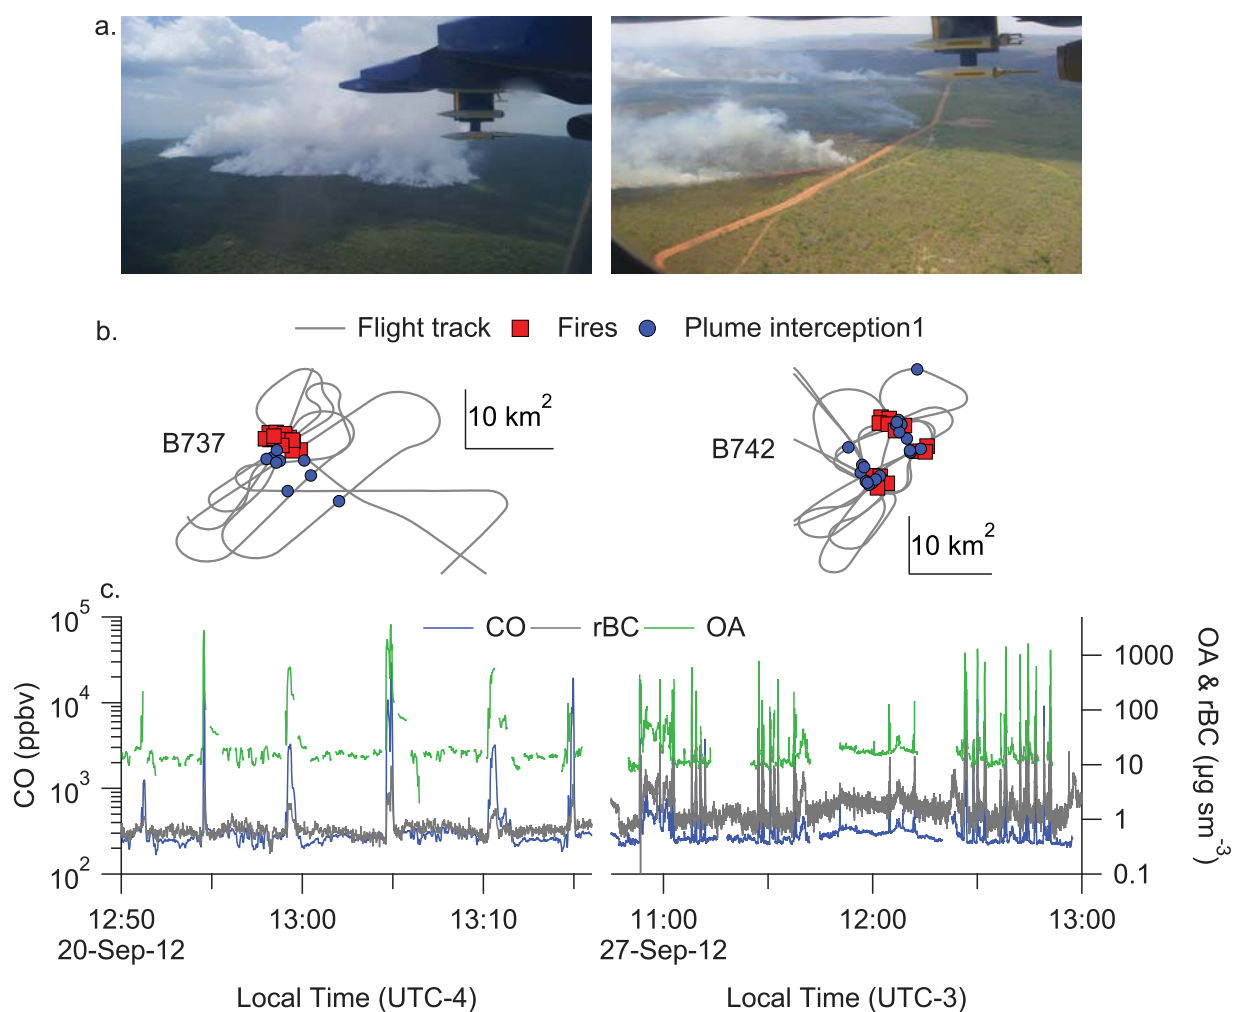 a.
b.
Flight track Fires Plume interception1
B737
10 km2
B742
10 km2
c.
CO rBC OA
CO (ppbv)
10^5
10^4
10^3
10^2
OA & rBC (µg sm-3)
1000
100
10
1
0.1
12:50 13:00 13:10
20-Sep-12
11:00 12:00 13:00
27-Sep-12
Local Time (UTC-4)
Local Time (UTC-3)